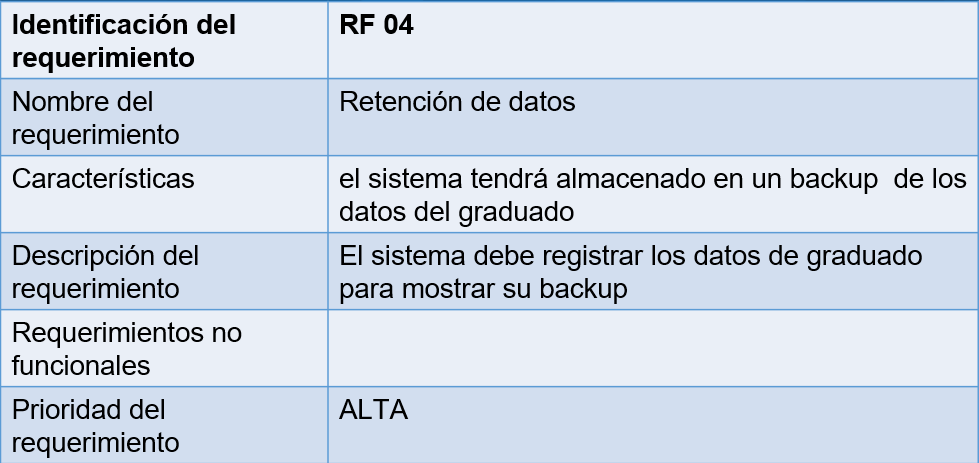 Identificación del
requerimiento
RF 04
Nombre del
requerimiento
Retención de datos
Características
el sistema tendrá almacenado en un backup  de los
datos del graduado
Descripción del
requerimiento
El sistema debe registrar los datos de graduado
para mostrar su backup
Requerimientos no
funcionales
Prioridad del
requerimiento
ALTA